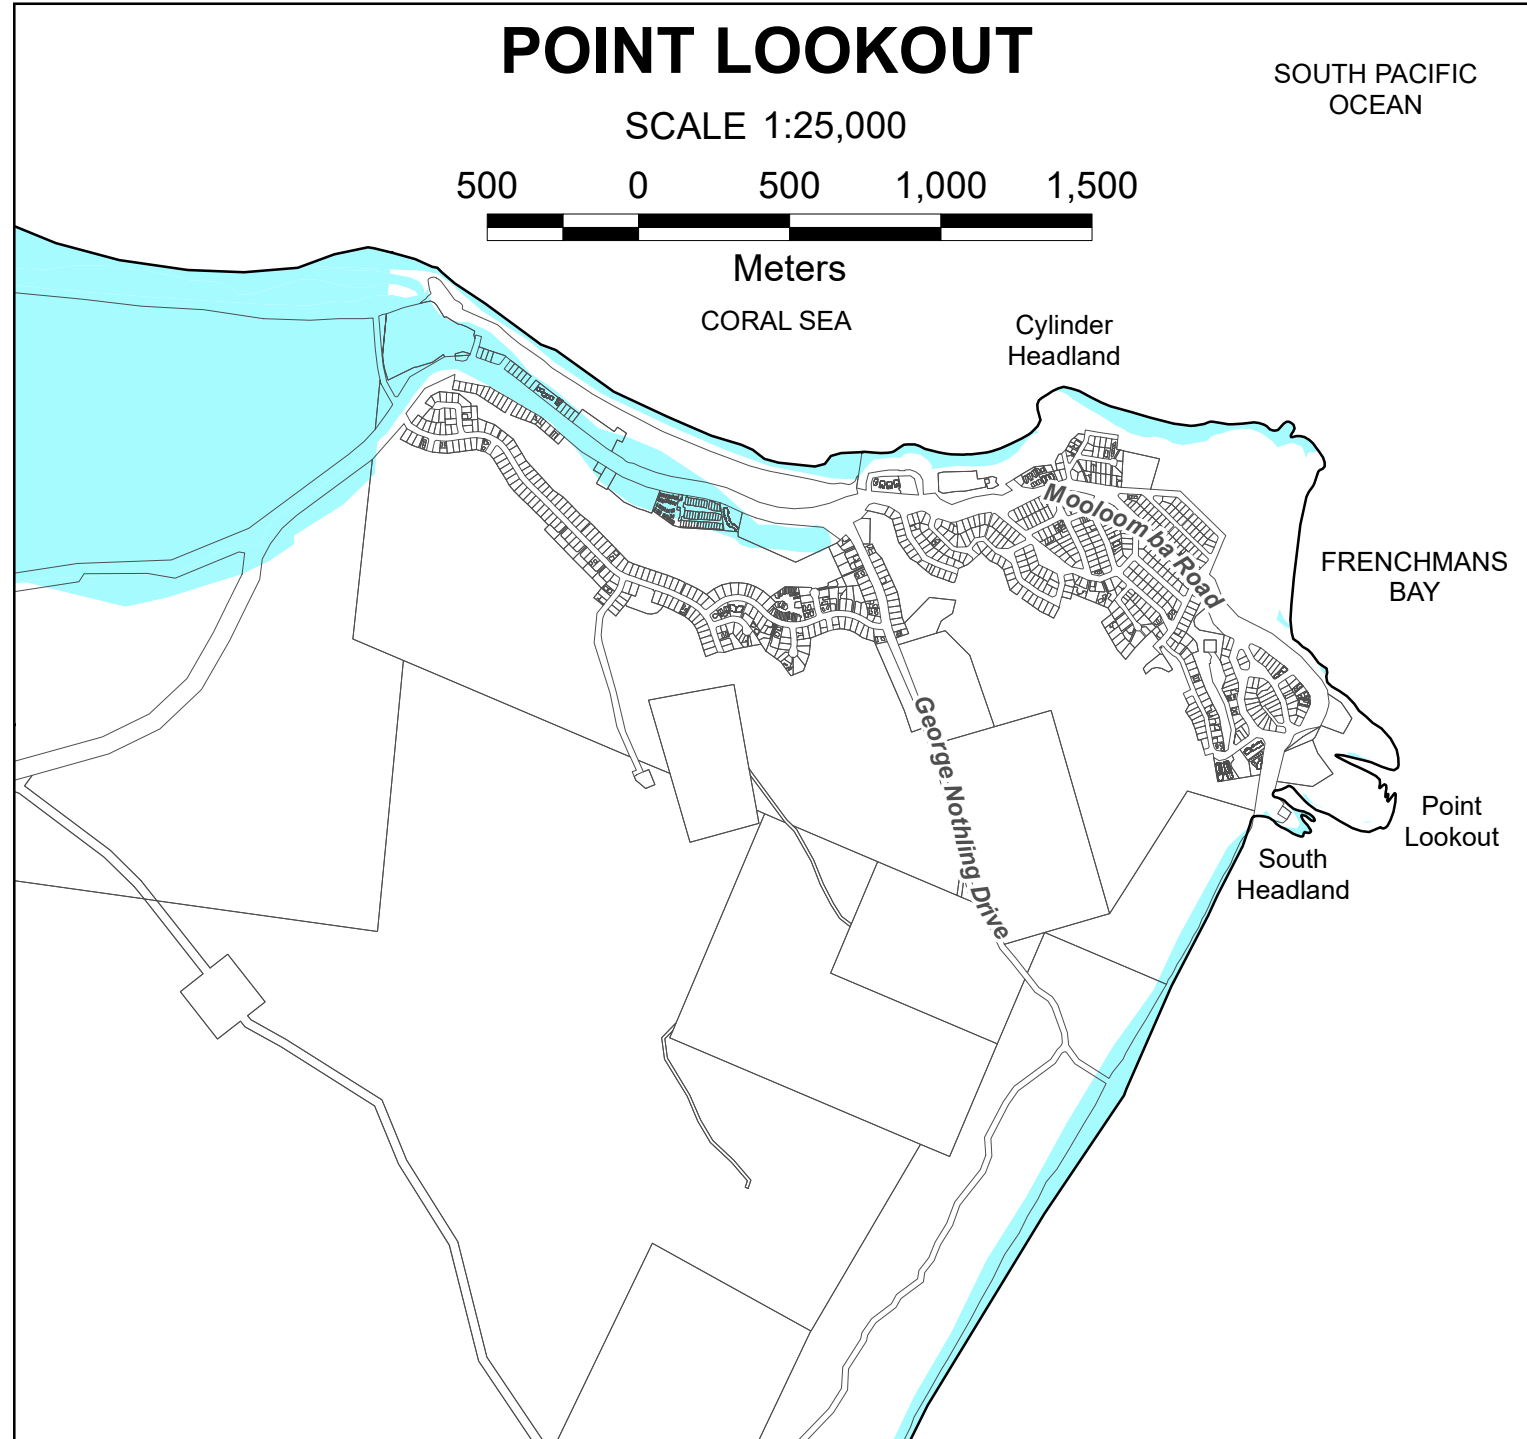 POINT LOOKOUT
SOUTH PACIFIC
OCEAN
SCALE 1:25,000
500 0 500 1,000 1,500
Meters
CORAL SEA
Cylinder
Headland
Mooloomba Road
FRENCHMANS
BAY
George Nothling Drive
Point
Lookout
South
Headland